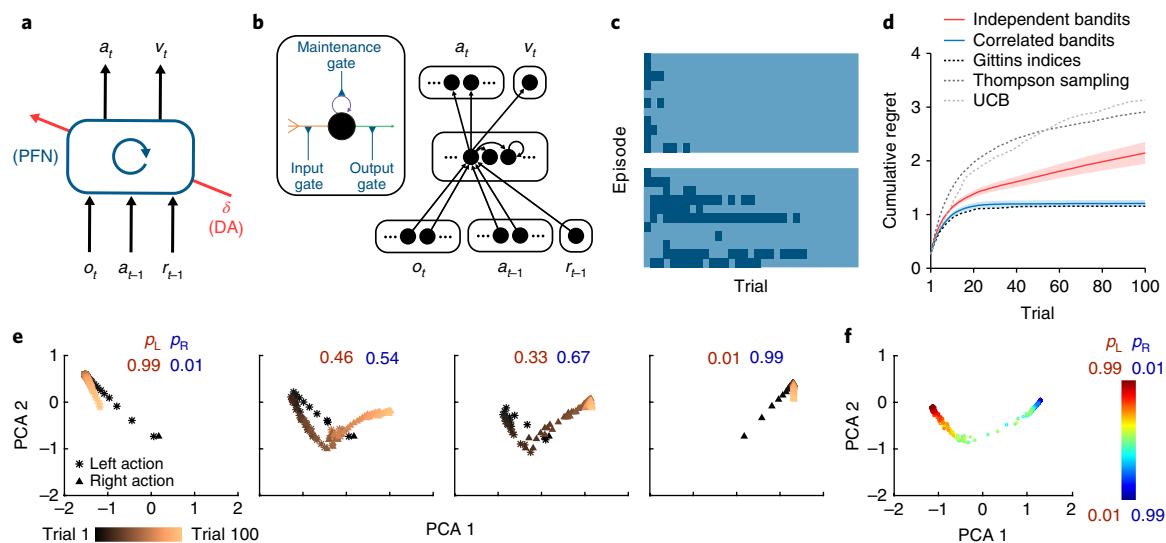 a
a_t
v_t
(PFN)
δ
(DA)
o_t
a_{t–1}
r_{t–1}
b
Maintenance
gate
Input
gate
Output
gate
a_t
v_t
o_t
a_{t–1}
r_{t–1}
c
Episode
Trial
d
Independent bandits
Correlated bandits
Gittins indices
Thompson sampling
UCB
Cumulative regret
4
3
2
1
0
1
20
40
60
80
100
Trial
e
p_L p_R
0.99 0.01
0.46 0.54
0.33 0.67
0.01 0.99
PCA 2
1
0
–1
–2
Left action
Right action
–2 –1 0 1 2
Trial 1
Trial 100
PCA 1
f
p_L p_R
0.99 0.01
PCA 2
1
0
–1
–2
–2 –1 0 1 2
0.01 0.99
PCA 1